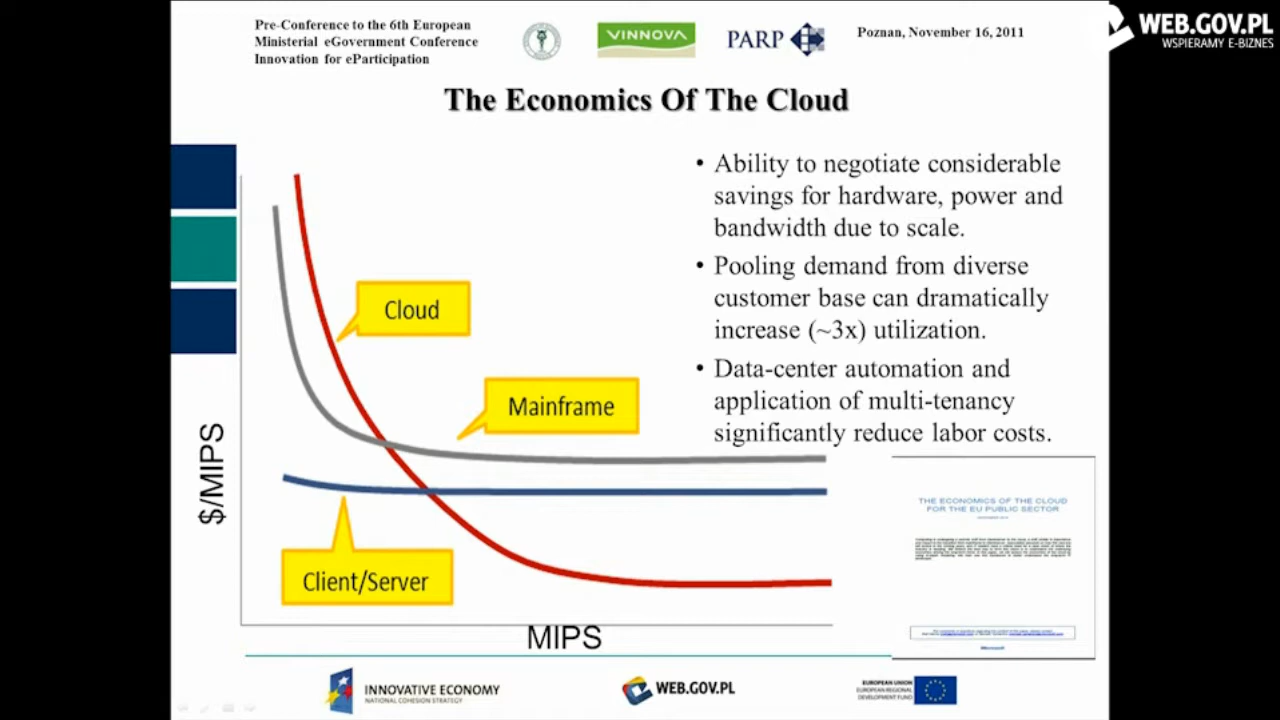 Pre-Conference to the 6th European
Ministerial eGovernment Conference
Innovation for eParticipation
VINNOVA
PARP
Poznan, November 16, 2011
WEB.GOV.PL
WSPIERAMY E-BIZNES
The Economics Of The Cloud
• Ability to negotiate considerable
savings for hardware, power and
bandwidth due to scale.
• Pooling demand from diverse
customer base can dramatically
increase (~3x) utilization.
• Data-center automation and
application of multi-tenancy
significantly reduce labor costs.
Cloud
Mainframe
Client/Server
$/MIPS
MIPS
THE ECONOMICS OF THE CLOUD
FOR THE EU PUBLIC SECTOR
INNOVATIVE ECONOMY
NATIONAL COHESION STRATEGY
WEB.GOV.PL
EUROPEAN UNION
EUROPEAN REGIONAL
DEVELOPMENT FUND